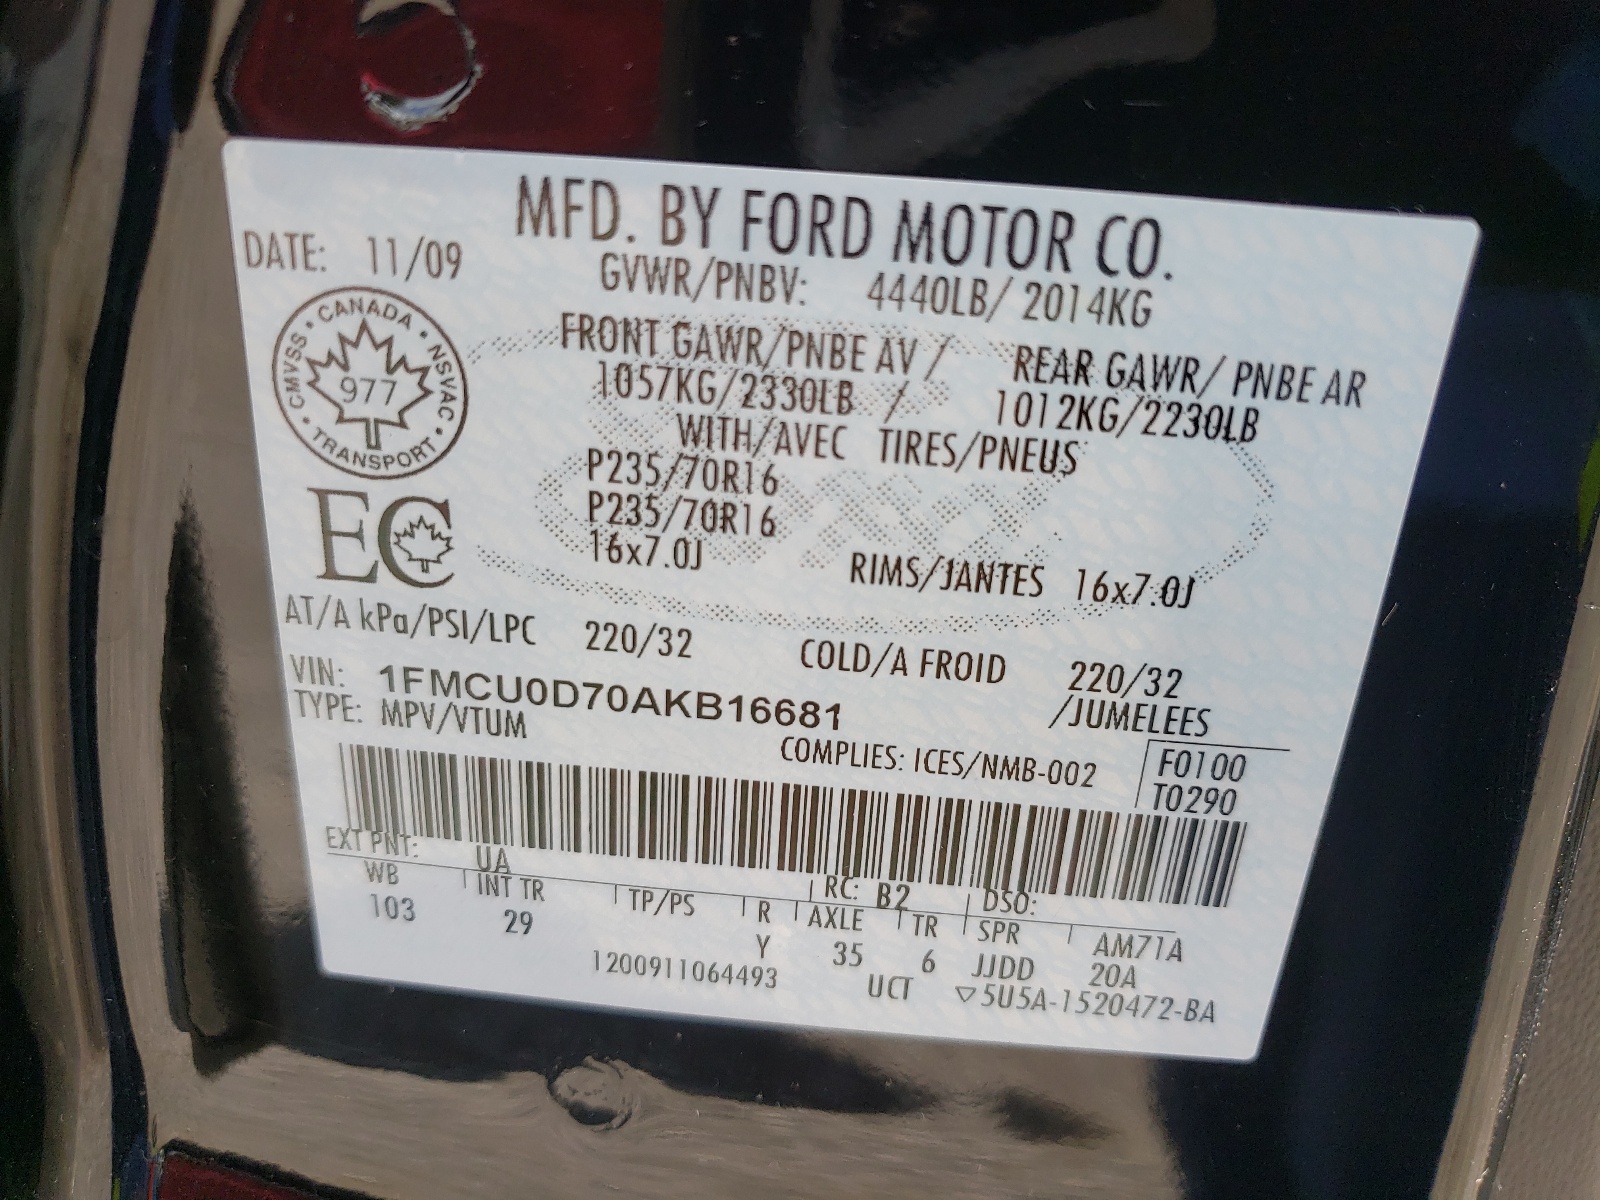 MFD. BY FORD MOTOR CO.
DATE: 11/09
GVWR/PNBV: 4440LB/ 2014KG
CANADA
CMVSS • NSVAC
977
TRANSPORT
FRONT GAWR/PNBE AV / REAR GAWR/ PNBE AR
1057KG/2330LB / 1012KG/2230LB
WITH/AVEC TIRES/PNEUS
P235/70R16
P235/70R16
16x7.0J RIMS/JANTES 16x7.0J
EC
AT/A kPa/PSI/LPC 220/32 COLD/A FROID 220/32
VIN: 1FMCU0D70AKB16681 /JUMELEES
TYPE: MPV/VTUM
COMPLIES: ICES/NMB-002 F0100
T0290
EXT PNT: UA RC: B2 DSO:
WB INT TR TP/PS R AXLE TR SPR AM71A
103 29 Y 35 6 JJDD 20A
1200911064493 UCT ▽5U5A-1520472-BA